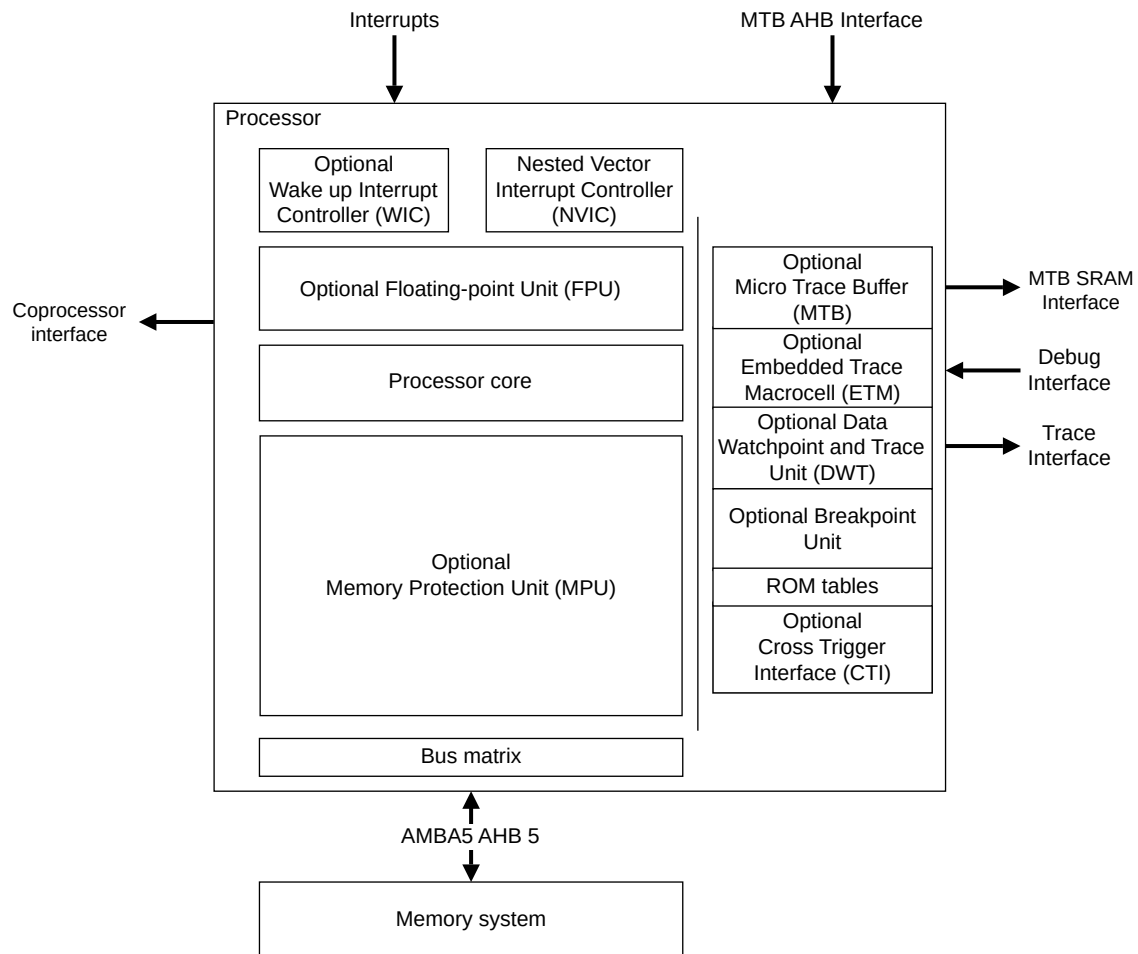 Interrupts
MTB AHB Interface
Processor
Optional
Wake up Interrupt
Controller (WIC)
Nested Vector
Interrupt Controller
(NVIC)
Optional Floating-point Unit (FPU)
Processor core
Optional
Memory Protection Unit (MPU)
Bus matrix
Optional
Micro Trace Buffer
(MTB)
Optional
Embedded Trace
Macrocell (ETM)
Optional Data
Watchpoint and Trace
Unit (DWT)
Optional Breakpoint
Unit
ROM tables
Optional
Cross Trigger
Interface (CTI)
Coprocessor
interface
MTB SRAM
Interface
Debug
Interface
Trace
Interface
AMBA5 AHB 5
Memory system